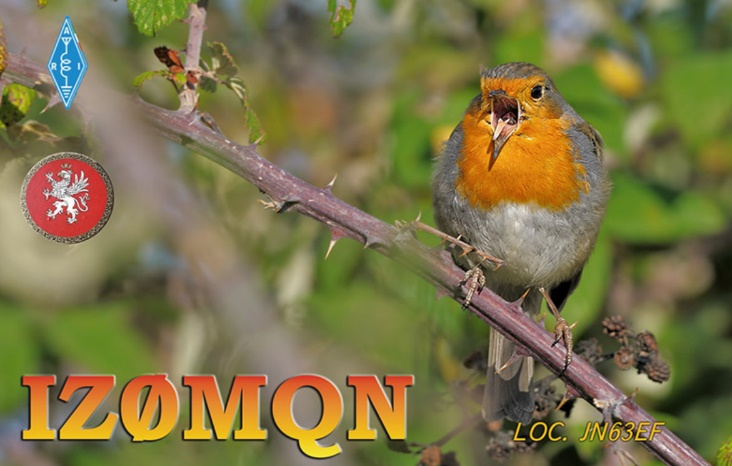 A
R I
IZØMQN
LOC. JN63EF